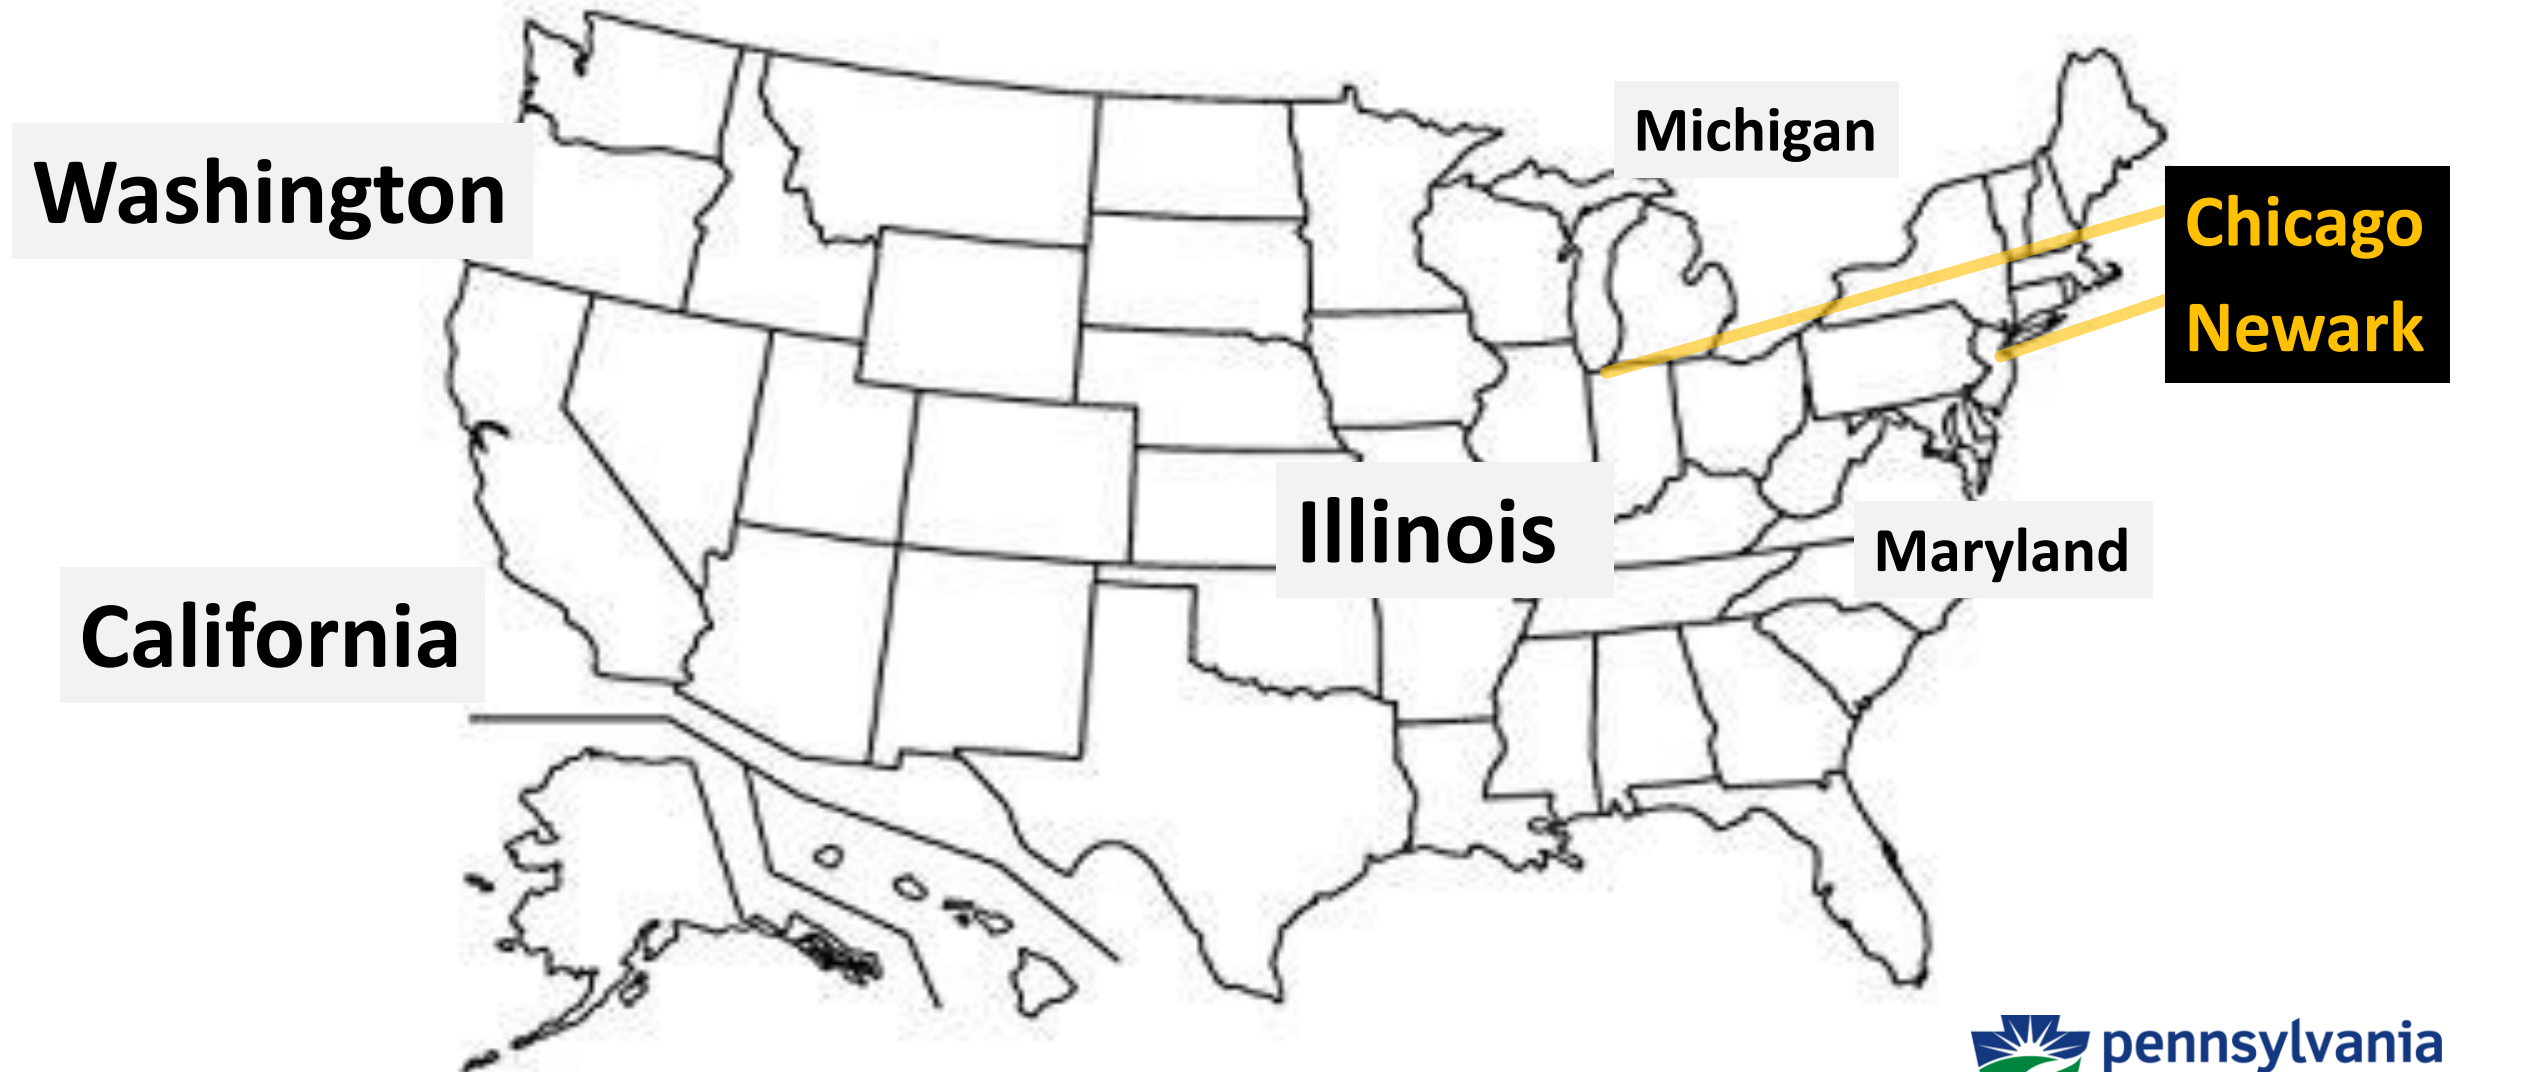 Michigan
Washington
Chicago
Newark
Illinois
Maryland
California
pennsylvania